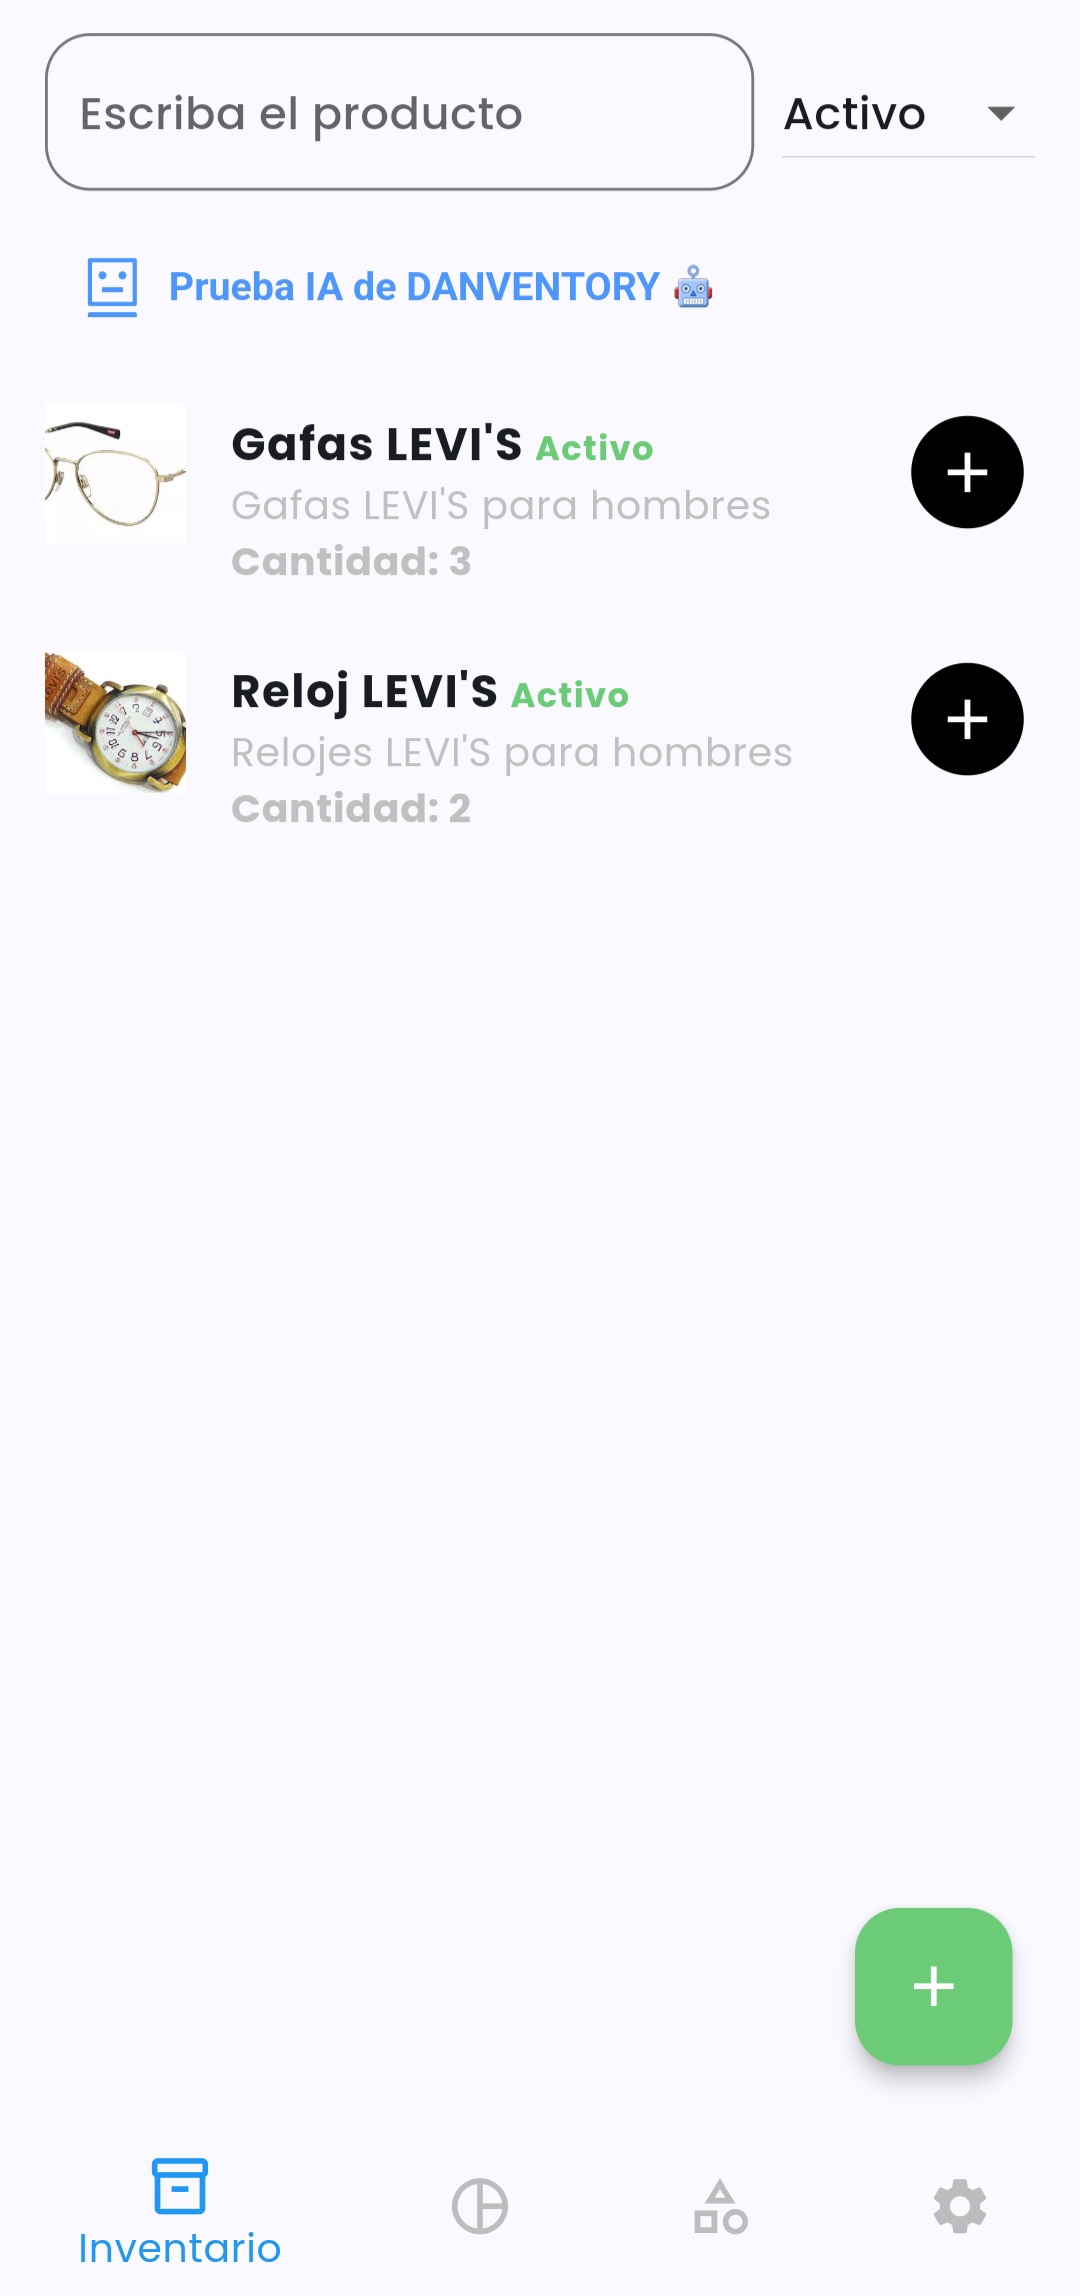 Escriba el producto
Activo
Prueba IA de DANVENTORY 🤖
Gafas LEVI'S Activo
Gafas LEVI'S para hombres
Cantidad: 3
Reloj LEVI'S Activo
Relojes LEVI'S para hombres
Cantidad: 2
Inventario